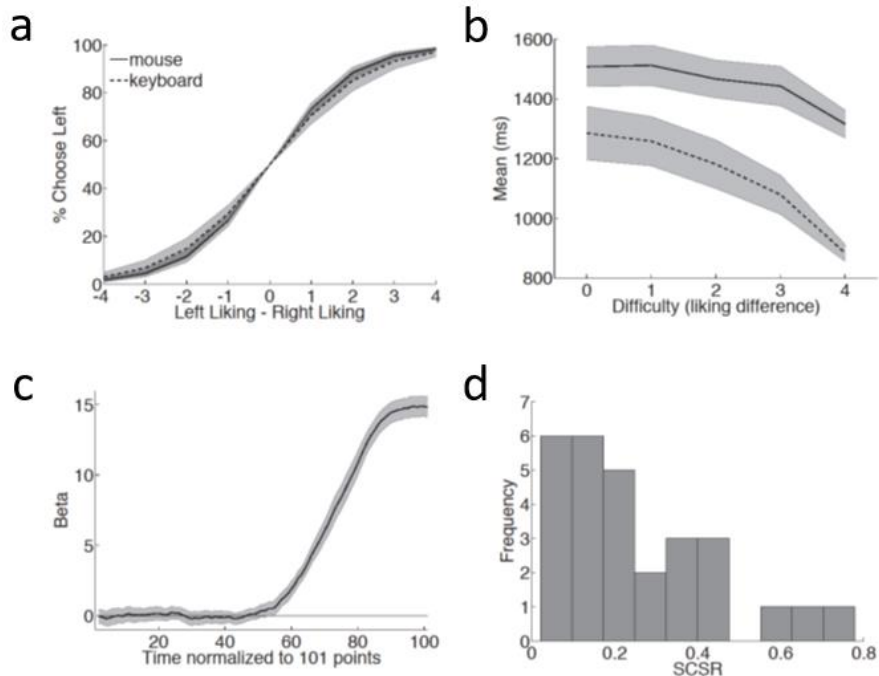 a
100
80
60
40
20
0
% Choose Left
mouse
keyboard
-4 -3 -2 -1 0 1 2 3 4
Left Liking - Right Liking
b
1600
1400
1200
1000
800
Mean (ms)
0 1 2 3 4
Difficulty (liking difference)
c
15
10
5
0
Beta
20 40 60 80 100
Time normalized to 101 points
d
7
6
5
4
3
2
1
0
Frequency
0 0.2 0.4 0.6 0.8
SCSR